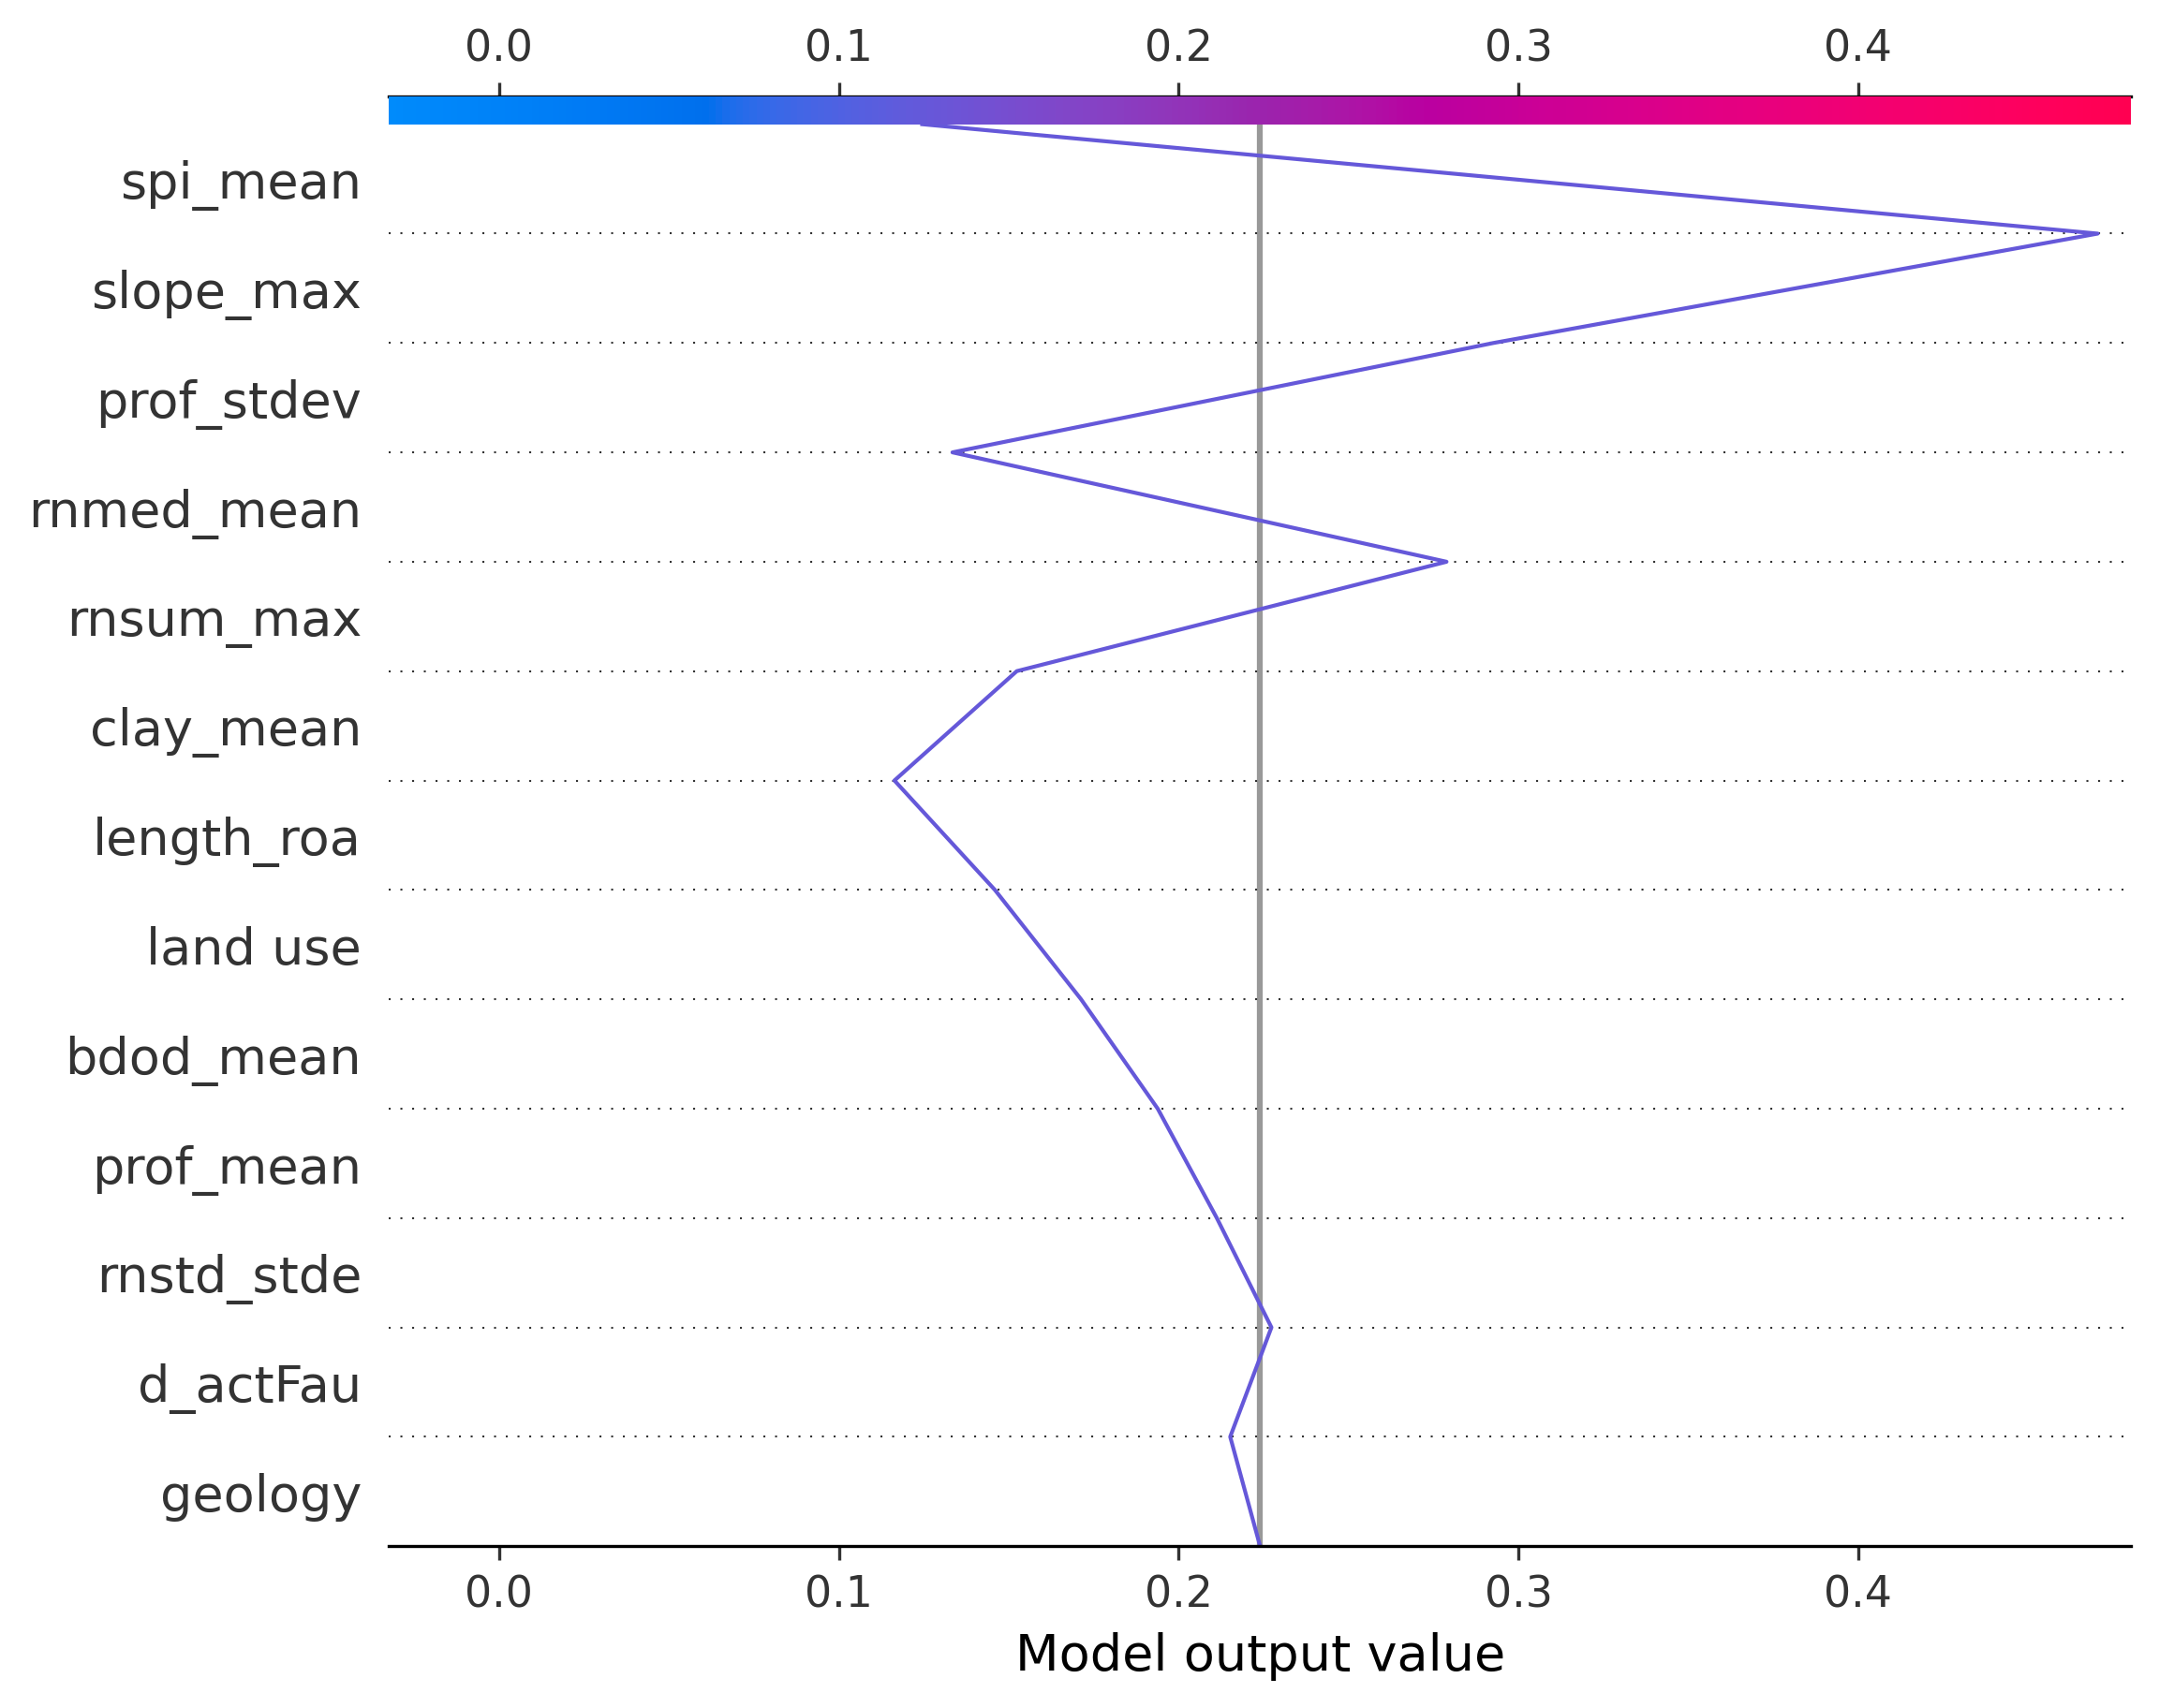 0.0 0.1 0.2 0.3 0.4
spi_mean
slope_max
prof_stdev
rnmed_mean
rnsum_max
clay_mean
length_roa
land use
bdod_mean
prof_mean
rnstd_stde
d_actFau
geology
0.0 0.1 0.2 0.3 0.4
Model output value